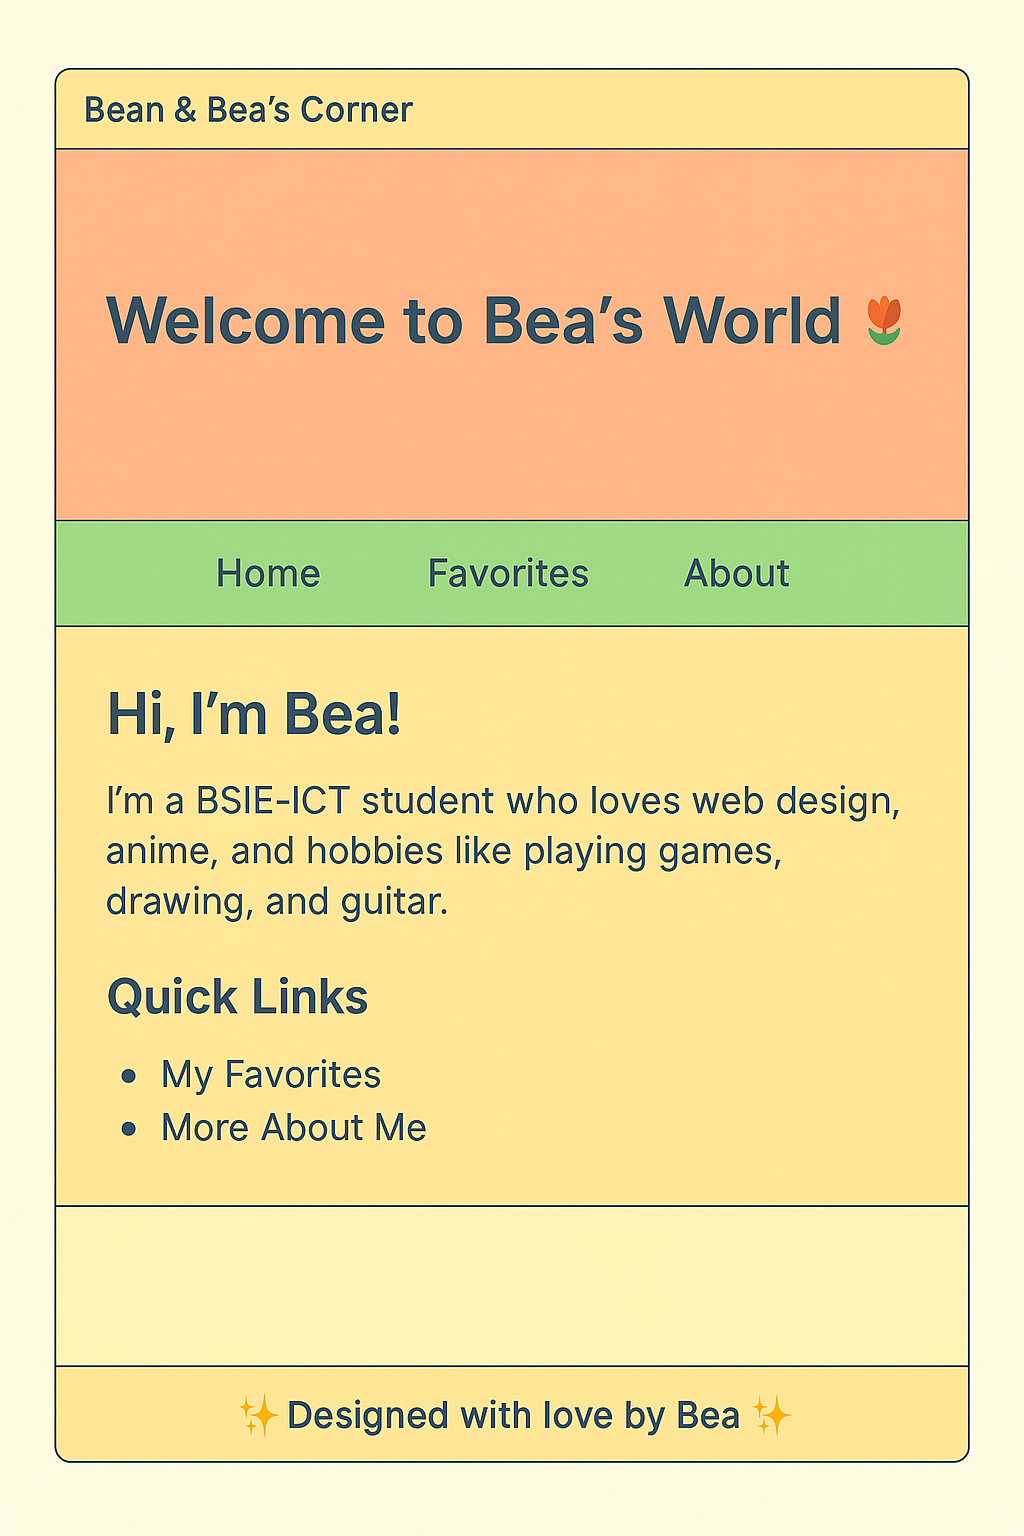 Bean & Bea’s Corner
Welcome to Bea’s World 🌷
Home Favorites About
Hi, I’m Bea!
I’m a BSIE-ICT student who loves web design,
anime, and hobbies like playing games,
drawing, and guitar.
Quick Links
• My Favorites
• More About Me
✨ Designed with love by Bea ✨